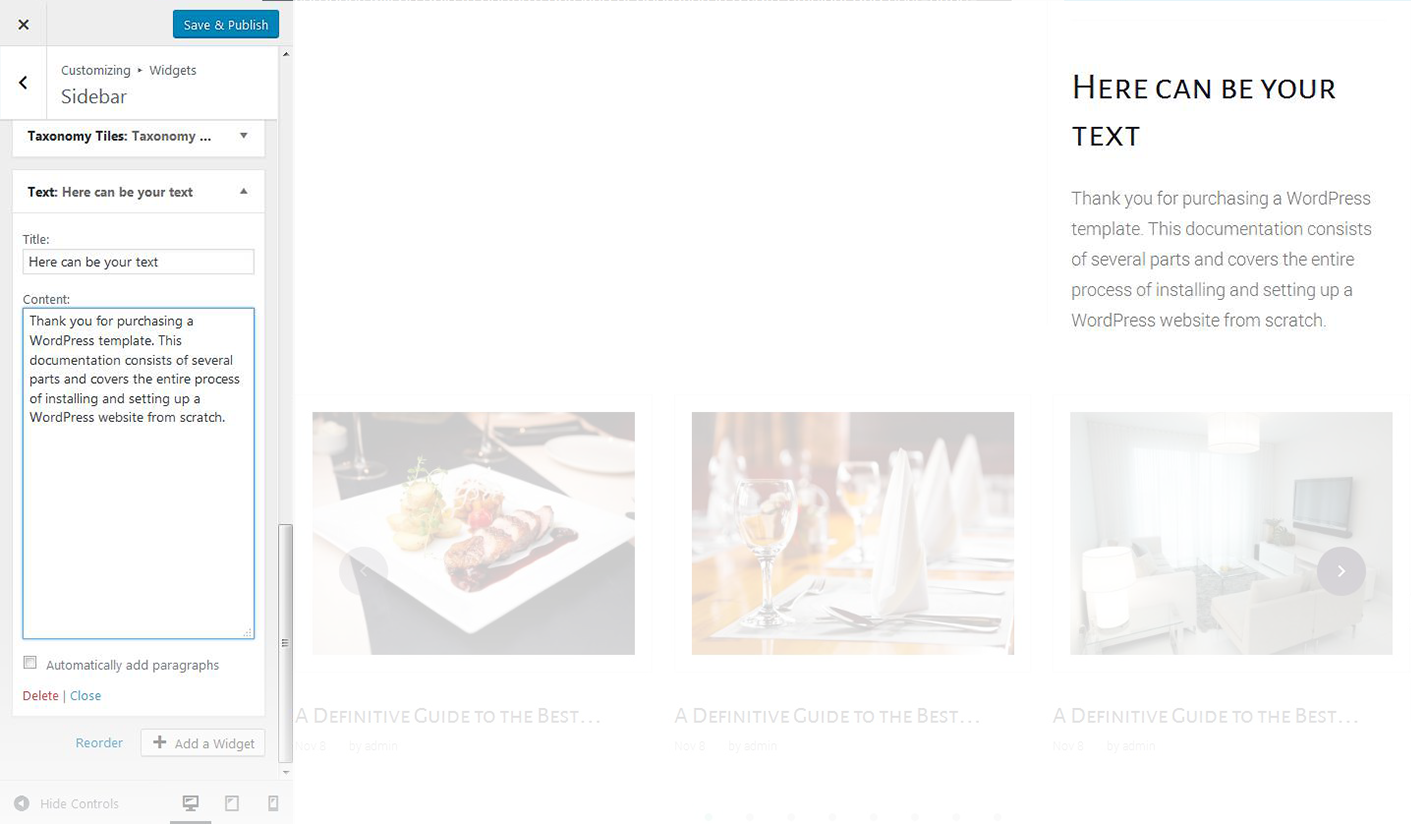 Save & Publish
Customizing ▸ Widgets
Sidebar
Taxonomy Tiles: Taxonomy ...
Text: Here can be your text
Title:
Here can be your text
Content:
Thank you for purchasing a
WordPress template. This
documentation consists of several
parts and covers the entire process
of installing and setting up a
WordPress website from scratch.
Automatically add paragraphs
Delete | Close
Reorder
Add a Widget
Hide Controls
Here can be your
text
Thank you for purchasing a WordPress
template. This documentation consists
of several parts and covers the entire
process of installing and setting up a
WordPress website from scratch.
A Definitive Guide to the Best...
Nov 8 by admin
A Definitive Guide to the Best...
Nov 8 by admin
A Definitive Guide to the Best...
Nov 8 by admin